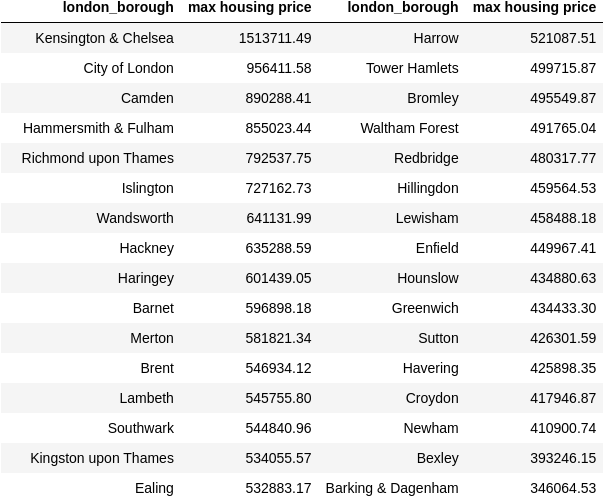 london_borough max housing price london_borough max housing price
Kensington & Chelsea 1513711.49 Harrow 521087.51
City of London 956411.58 Tower Hamlets 499715.87
Camden 890288.41 Bromley 495549.87
Hammersmith & Fulham 855023.44 Waltham Forest 491765.04
Richmond upon Thames 792537.75 Redbridge 480317.77
Islington 727162.73 Hillingdon 459564.53
Wandsworth 641131.99 Lewisham 458488.18
Hackney 635288.59 Enfield 449967.41
Haringey 601439.05 Hounslow 434880.63
Barnet 596898.18 Greenwich 434433.30
Merton 581821.34 Sutton 426301.59
Brent 546934.12 Havering 425898.35
Lambeth 545755.80 Croydon 417946.87
Southwark 544840.96 Newham 410900.74
Kingston upon Thames 534055.57 Bexley 393246.15
Ealing 532883.17 Barking & Dagenham 346064.53